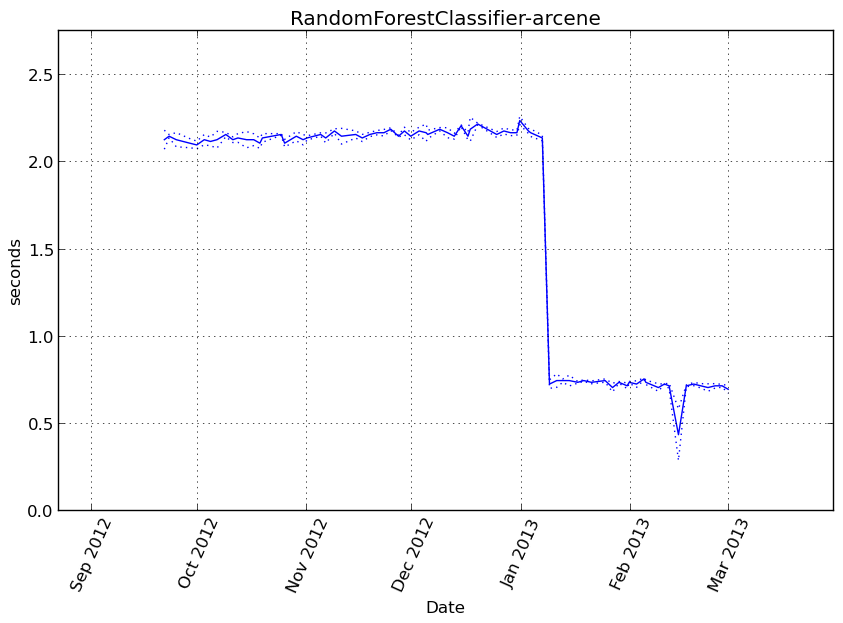 RandomForestClassifier-arcene
2.5
2.0
1.5
1.0
0.5
0.0
seconds
Sep 2012
Oct 2012
Nov 2012
Dec 2012
Jan 2013
Feb 2013
Mar 2013
Date